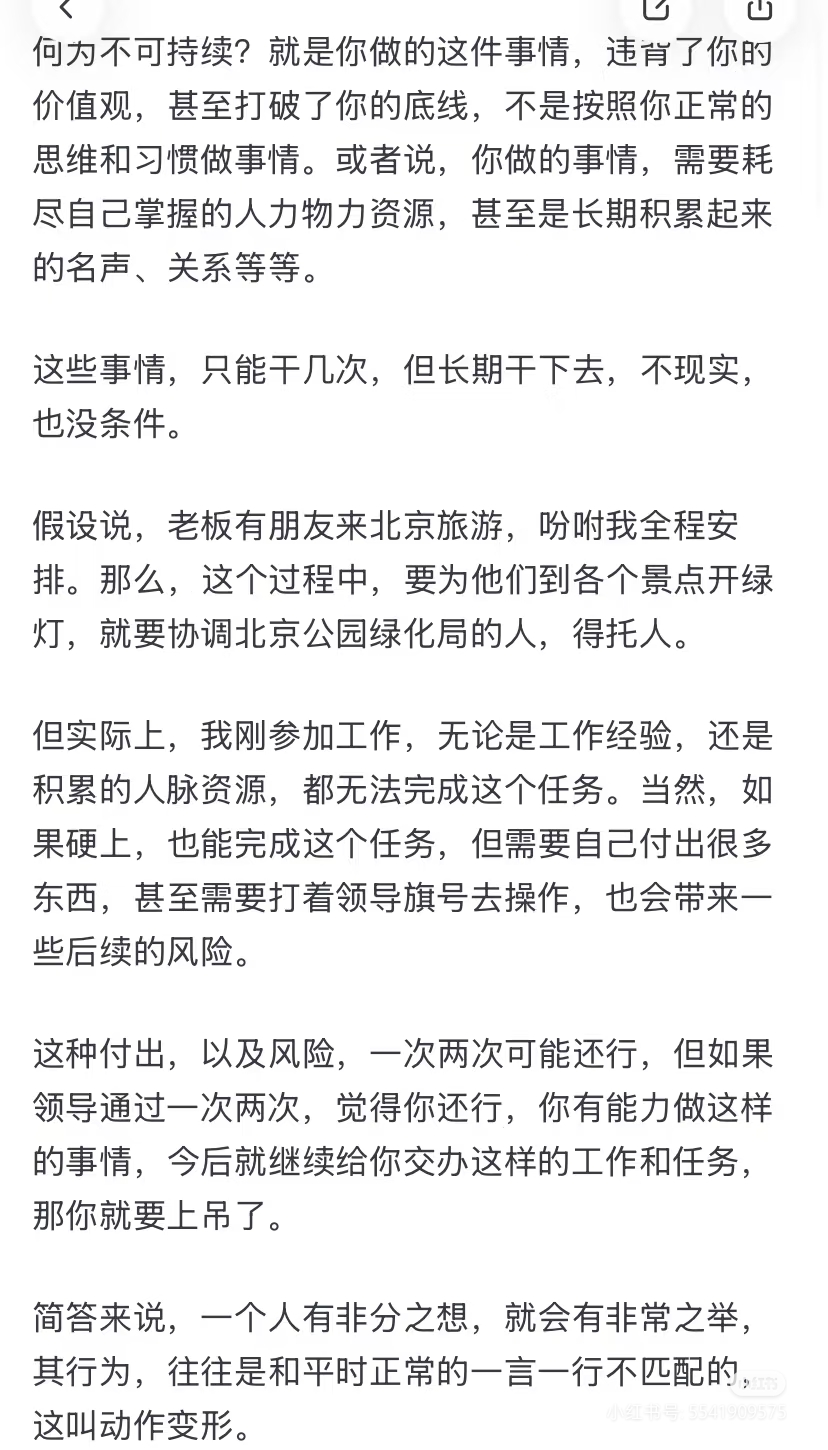 何为不可持续？就是你做的这件事情，违背了你的
价值观，甚至打破了你的底线，不是按照你正常的
思维和习惯做事情。或者说，你做的事情，需要耗
尽自己掌握的人力物力资源，甚至是长期积累起来
的名声、关系等等。
这些事情，只能干几次，但长期干下去，不现实，
也没条件。
假设说，老板有朋友来北京旅游，吩咐我全程安
排。那么，这个过程中，要为他们到各个景点开绿
灯，就要协调北京公园绿化局的人，得托人。
但实际上，我刚参加工作，无论是工作经验，还是
积累的人脉资源，都无法完成这个任务。当然，如
果硬上，也能完成这个任务，但需要自己付出很多
东西，甚至需要打着领导旗号去操作，也会带来一
些后续的风险。
这种付出，以及风险，一次两次可能还行，但如果
领导通过一次两次，觉得你还行，你有能力做这样
的事情，今后就继续给你交办这样的工作和任务，
那你就要上吊了。
简答来说，一个人有非分之想，就会有非常之举，
其行为，往往是和平时正常的一言一行不匹配的，
这叫动作变形。
小红书
小红书号: